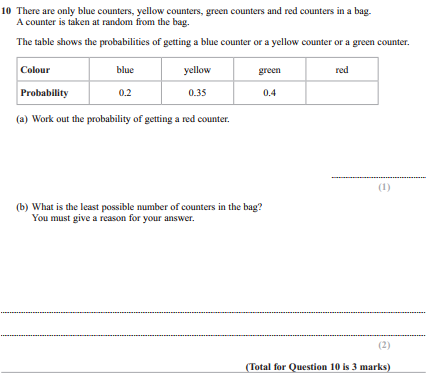 10 There are only blue counters, yellow counters, green counters and red counters in a bag.
A counter is taken at random from the bag.
The table shows the probabilities of getting a blue counter or a yellow counter or a green counter.
Colour blue yellow green red
Probability 0.2 0.35 0.4
(a) Work out the probability of getting a red counter.
(1)
(b) What is the least possible number of counters in the bag?
You must give a reason for your answer.
(2)
(Total for Question 10 is 3 marks)